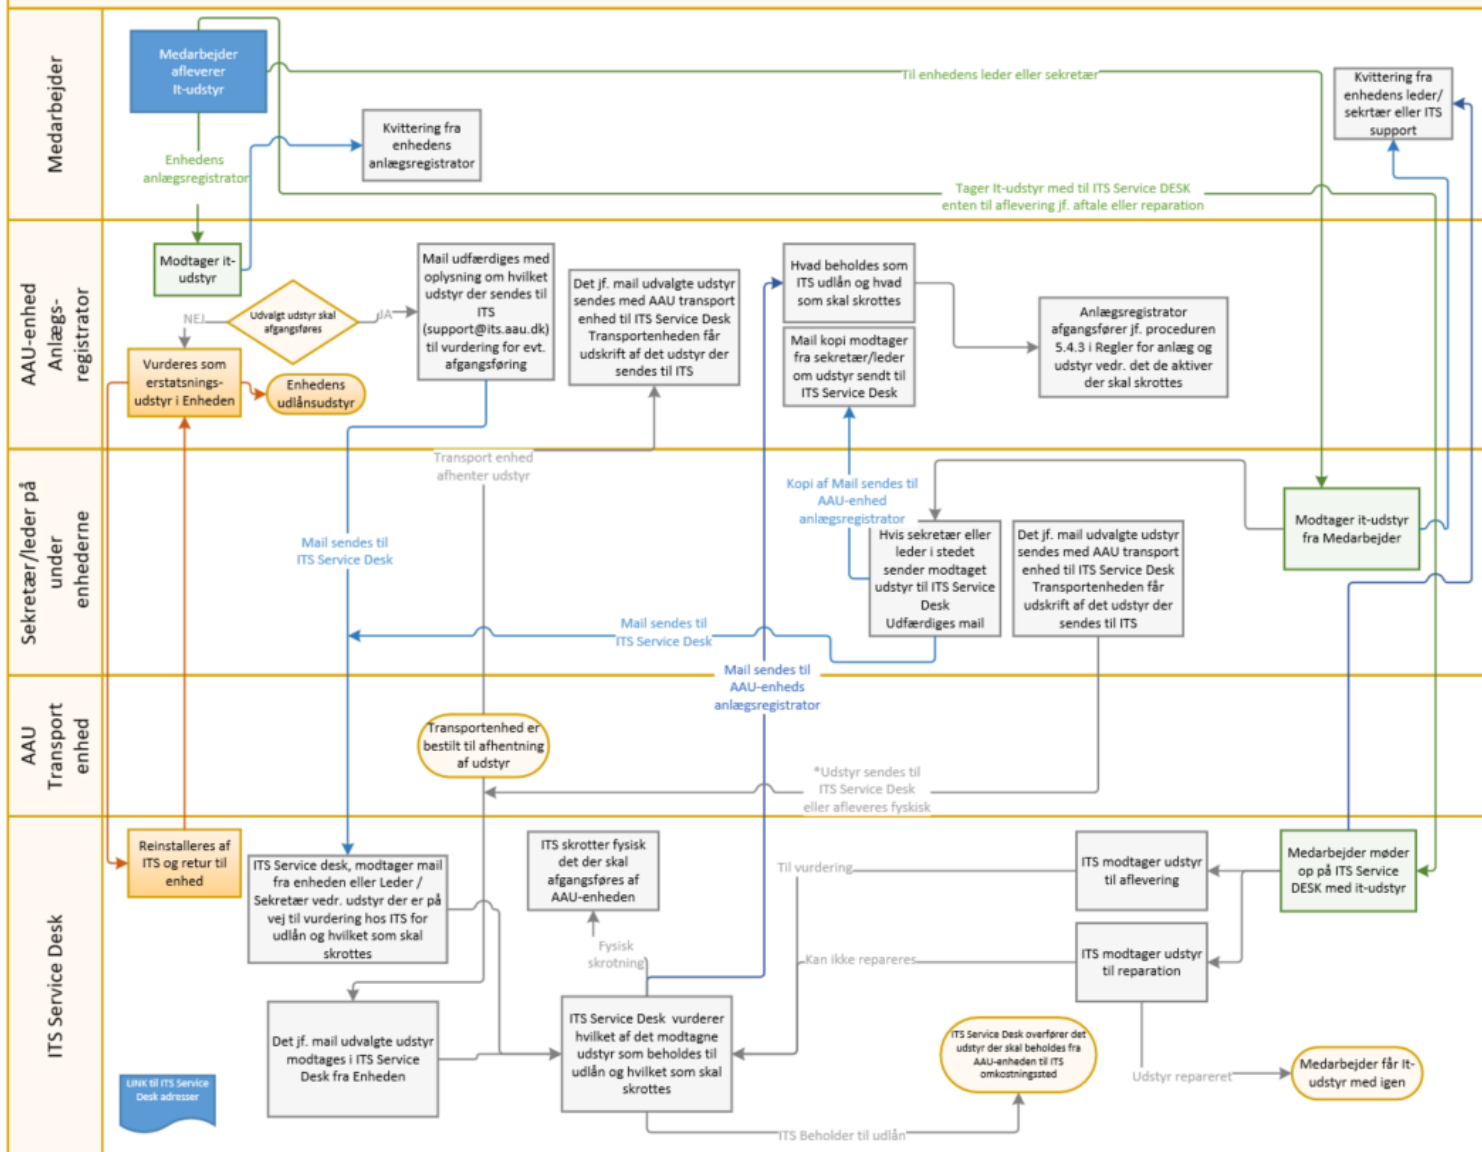 Medarbejder
Medarbejder
afleverer
It-udstyr
Til enhedens leder eller sekretær
Kvittering fra
enhedens leder/
sekrtær eller ITS
support
Kvittering fra
enhedens
anlægsregistrator
Enhedens
anlægsregistrator
Tager It-udstyr med til ITS Service DESK
enten til aflevering jf. aftale eller reparation
AAU-enhed
Anlægs-
registrator
Modtager it-
udstyr
Udvalgt udstyr skal
afgangsføres
NEJ
JA
Mail udfærdiges med
oplysning om hvilket
udstyr der sendes til
ITS
(support@its.aau.dk)
til vurdering for evt.
afgangsføring
Det jf. mail udvalgte udstyr
sendes med AAU transport
enhed til ITS Service Desk
Transportenheden får
udskrift af det udstyr der
sendes til ITS
Hvad beholdes som
ITS udlån og hvad
som skal skrottes
Mail kopi modtager
fra sekretær/leder
om udstyr sendt til
ITS Service Desk
Anlægsregistrator
afgangsfører jf. proceduren
5.4.3 i Regler for anlæg og
udstyr vedr. det de aktiver
der skal skrottes
Vurderes som
erstatsnings-
udstyr i Enheden
Enhedens
udlånsudstyr
Sekretær/leder på
under
enhederne
Transport enhed
afhenter udstyr
Mail sendes til
ITS Service Desk
Kopi af Mail sendes til
AAU-enhed
anlægsregistrator
Hvis sekretær eller
leder i stedet
sender modtaget
udstyr til ITS Service
Desk
Udfærdiges mail
Det jf. mail udvalgte udstyr
sendes med AAU transport
enhed til ITS Service Desk
Transportenheden får
udskrift af det udstyr der
sendes til ITS
Modtager it-udstyr
fra Medarbejder
Mail sendes til
ITS Service Desk
Mail sendes til
AAU-enheds
anlægsregistrator
AAU
Transport
enhed
Transportenhed er
bestilt til afhentning
af udstyr
*Udstyr sendes til
ITS Service Desk
eller afleveres fyskisk
ITS Service Desk
Reinstalleres af
ITS og retur til
enhed
ITS Service desk, modtager mail
fra enheden eller Leder /
Sekretær vedr. udstyr der er på
vej til vurdering hos ITS for
udlån og hvilket som skal
skrottes
ITS skrotter fysisk
det der skal
afgangsføres af
AAU-enheden
Til vurdering
ITS modtager udstyr
til aflevering
Medarbejder møder
op på ITS Service
DESK med it-udstyr
Fysisk
skrotning
Kan ikke repareres
ITS modtager udstyr
til reparation
Det jf. mail udvalgte udstyr
modtages i ITS Service
Desk fra Enheden
ITS Service Desk vurderer
hvilket af det modtagne
udstyr som beholdes til
udlån og hvilket som skal
skrottes
ITS Service Desk overfører det
udstyr der skal beholdes fra
AAU-enheden til ITS
omkostningssted
Udstyr repareret
Medarbejder får It-
udstyr med igen
LINK til ITS Service
Desk adresser
ITS Beholder til udlån